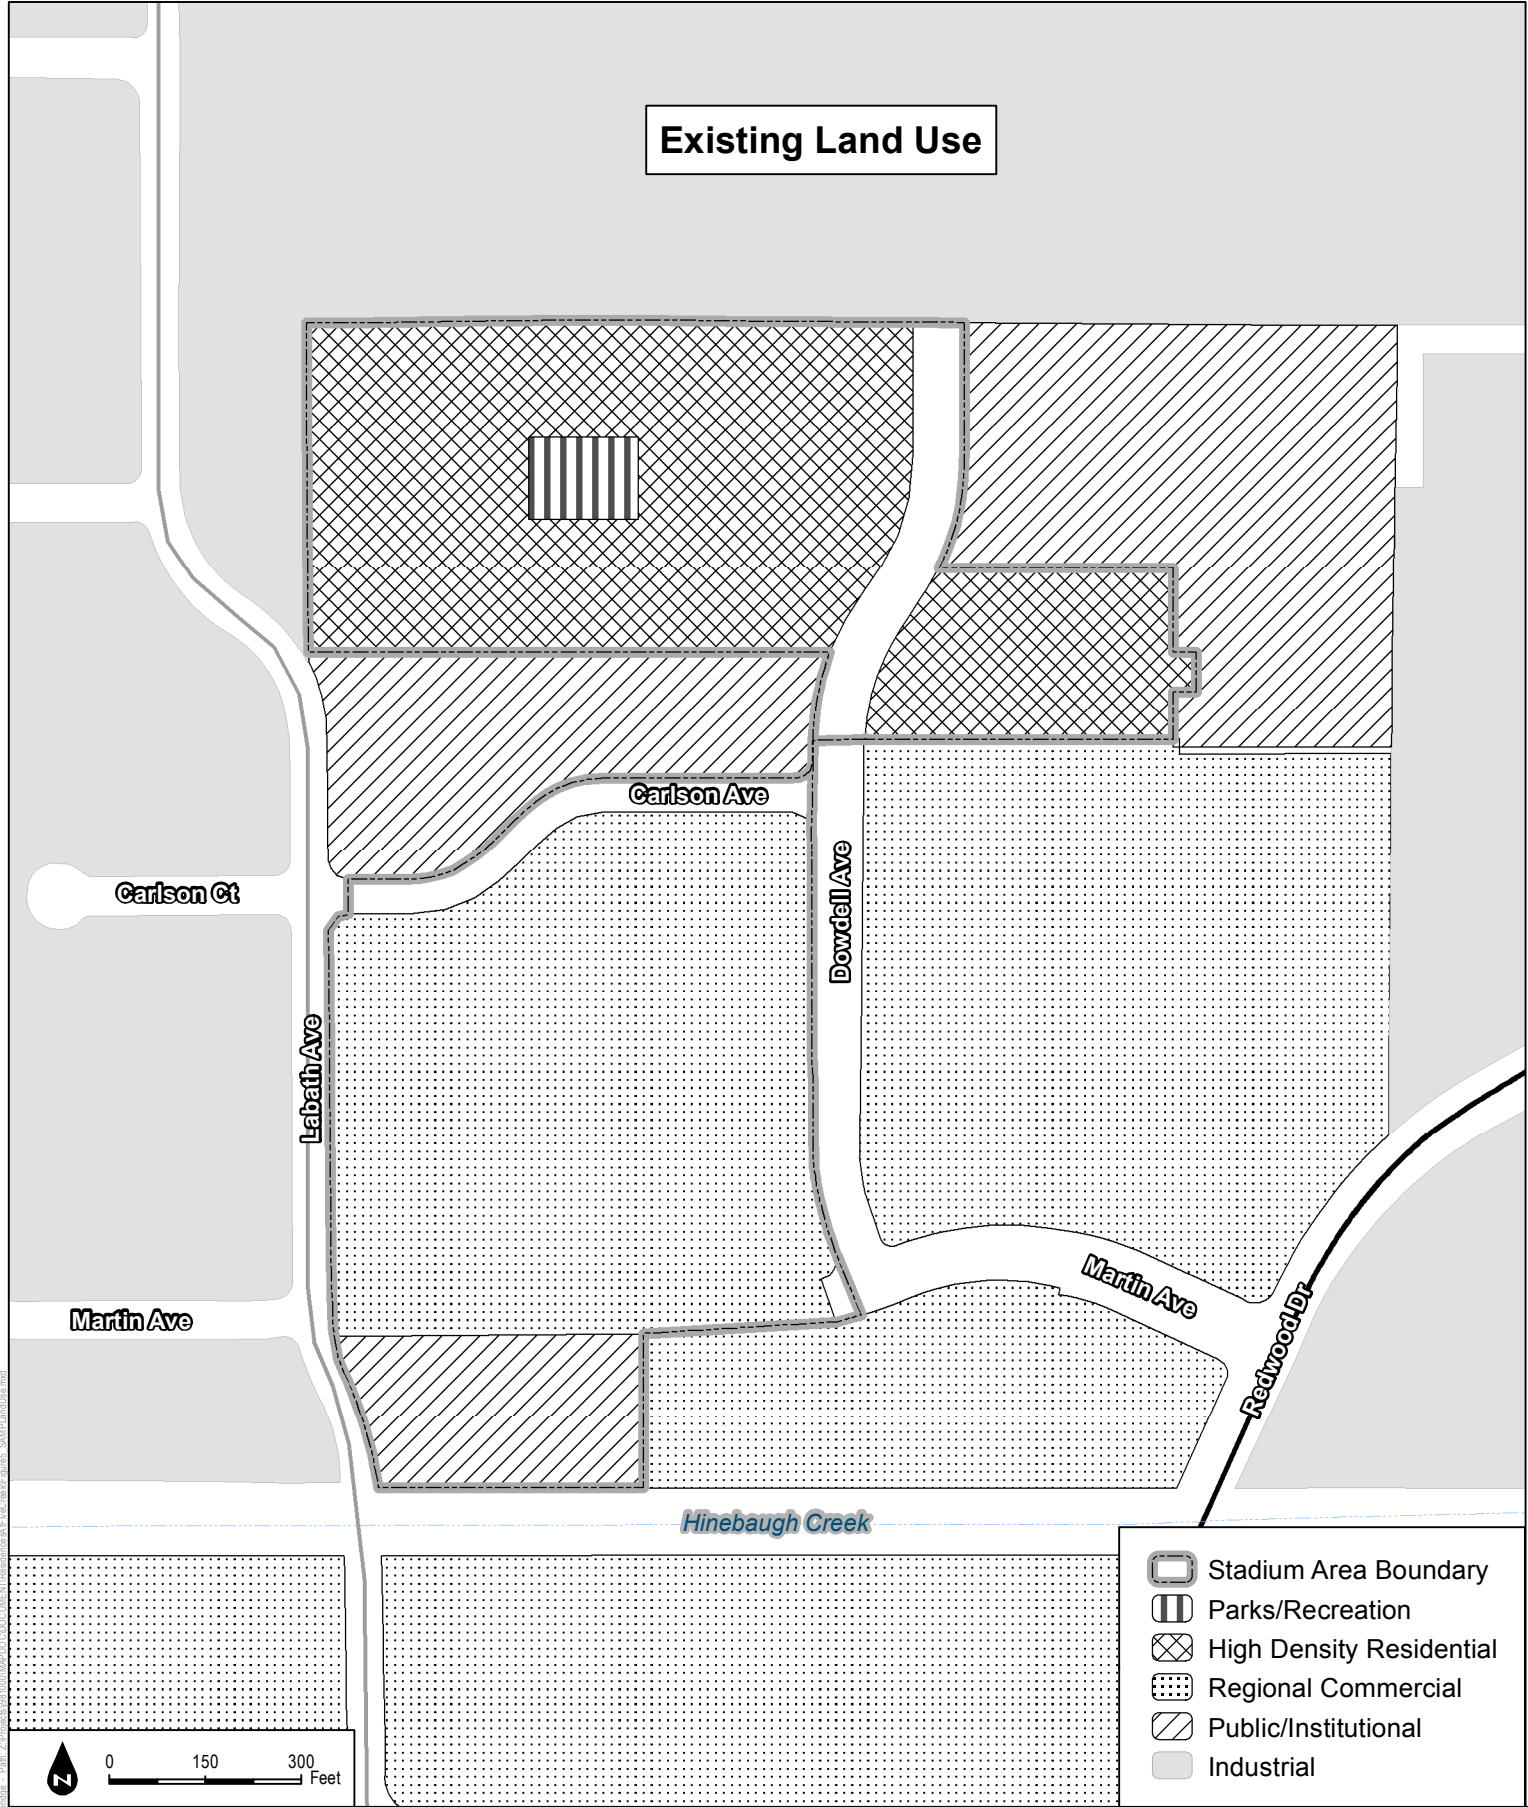 Existing Land Use
Carlson Ave
Carlson Ct
Dowdell Ave
Labath Ave
Martin Ave
Martin Ave
Redwood Dr
Hinebaugh Creek
Stadium Area Boundary
Parks/Recreation
High Density Residential
Regional Commercial
Public/Institutional
Industrial
N
0 150 300
Feet